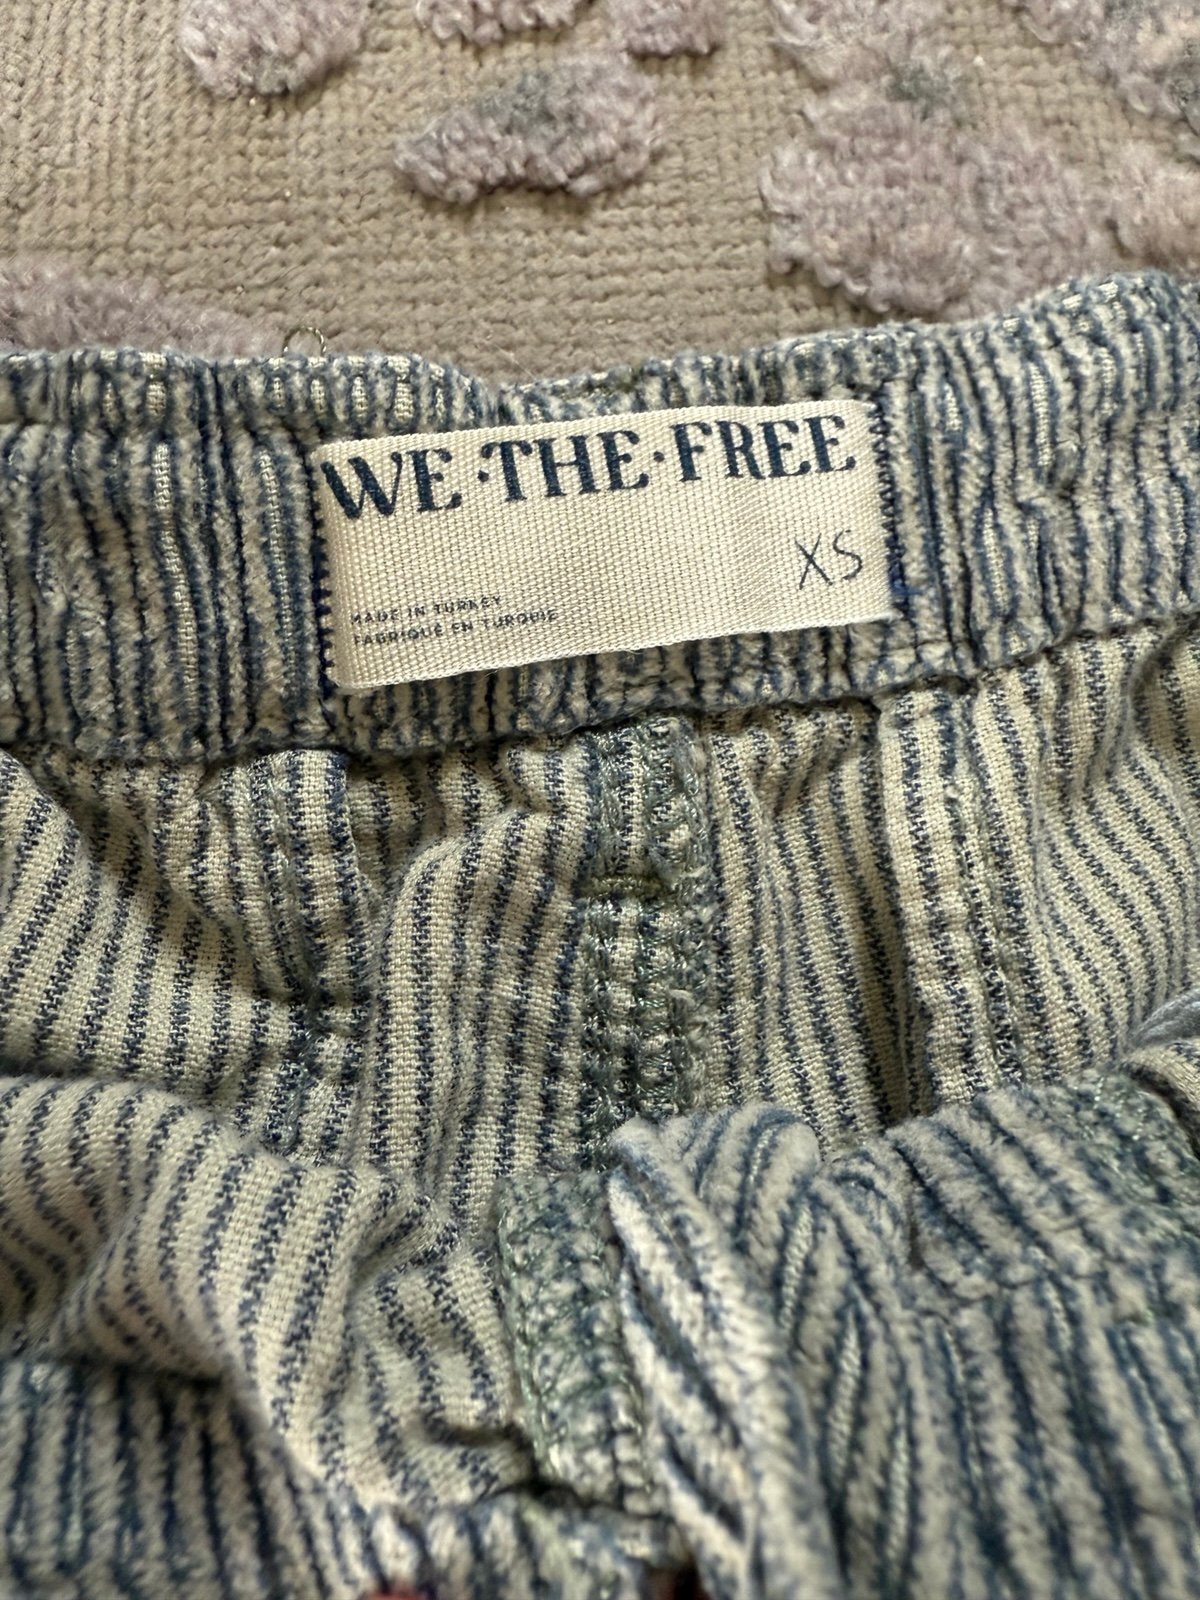 WE·THE·FREE
XS
MADE IN TURKEY
FABRIQUÉ EN TURQUIE